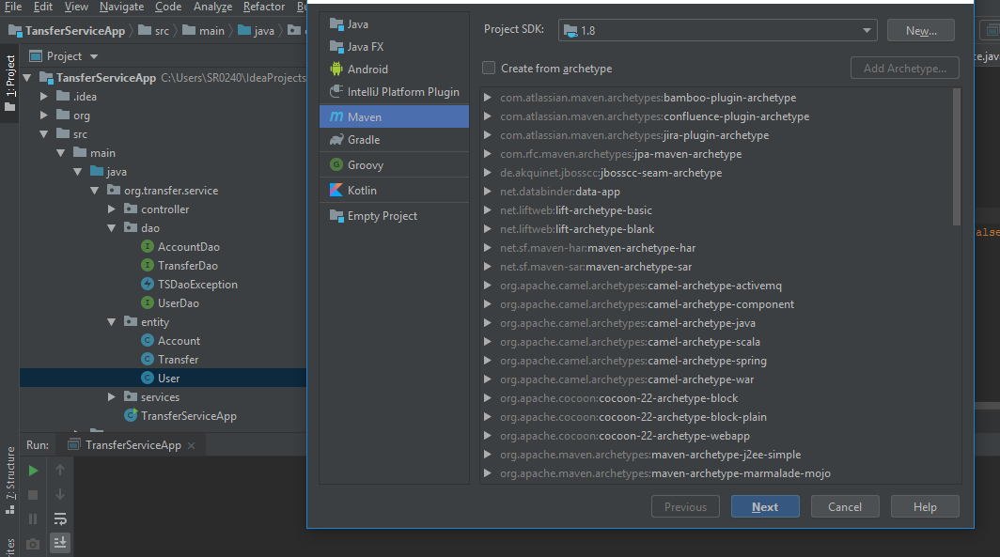 File Edit View Navigate Code Analyze Refactor
TansferServiceApp src main java
1: Project
Project
TansferServiceApp C:\Users\SR0240\IdeaProjects
.idea
org
src
main
java
org.transfer.service
controller
dao
AccountDao
TransferDao
TSDaoException
UserDao
entity
Account
Transfer
User
services
TransferServiceApp
Run: TransferServiceApp
7: Structure
Java
Java FX
Android
IntelliJ Platform Plugin
Maven
Gradle
Groovy
Kotlin
Empty Project
Project SDK: 1.8 New...
Create from archetype Add Archetype...
com.atlassian.maven.archetypes:bamboo-plugin-archetype
com.atlassian.maven.archetypes:confluence-plugin-archetype
com.atlassian.maven.archetypes:jira-plugin-archetype
com.rfc.maven.archetypes:jpa-maven-archetype
de.akquinet.jbosscc:jbosscc-seam-archetype
net.databinder:data-app
net.liftweb:lift-archetype-basic
net.liftweb:lift-archetype-blank
net.sf.maven-har:maven-archetype-har
net.sf.maven-sar:maven-archetype-sar
org.apache.camel.archetypes:camel-archetype-activemq
org.apache.camel.archetypes:camel-archetype-component
org.apache.camel.archetypes:camel-archetype-java
org.apache.camel.archetypes:camel-archetype-scala
org.apache.camel.archetypes:camel-archetype-spring
org.apache.camel.archetypes:camel-archetype-war
org.apache.cocoon:cocoon-22-archetype-block
org.apache.cocoon:cocoon-22-archetype-block-plain
org.apache.cocoon:cocoon-22-archetype-webapp
org.apache.maven.archetypes:maven-archetype-j2ee-simple
org.apache.maven.archetypes:maven-archetype-marmalade-mojo
Previous Next Cancel Help